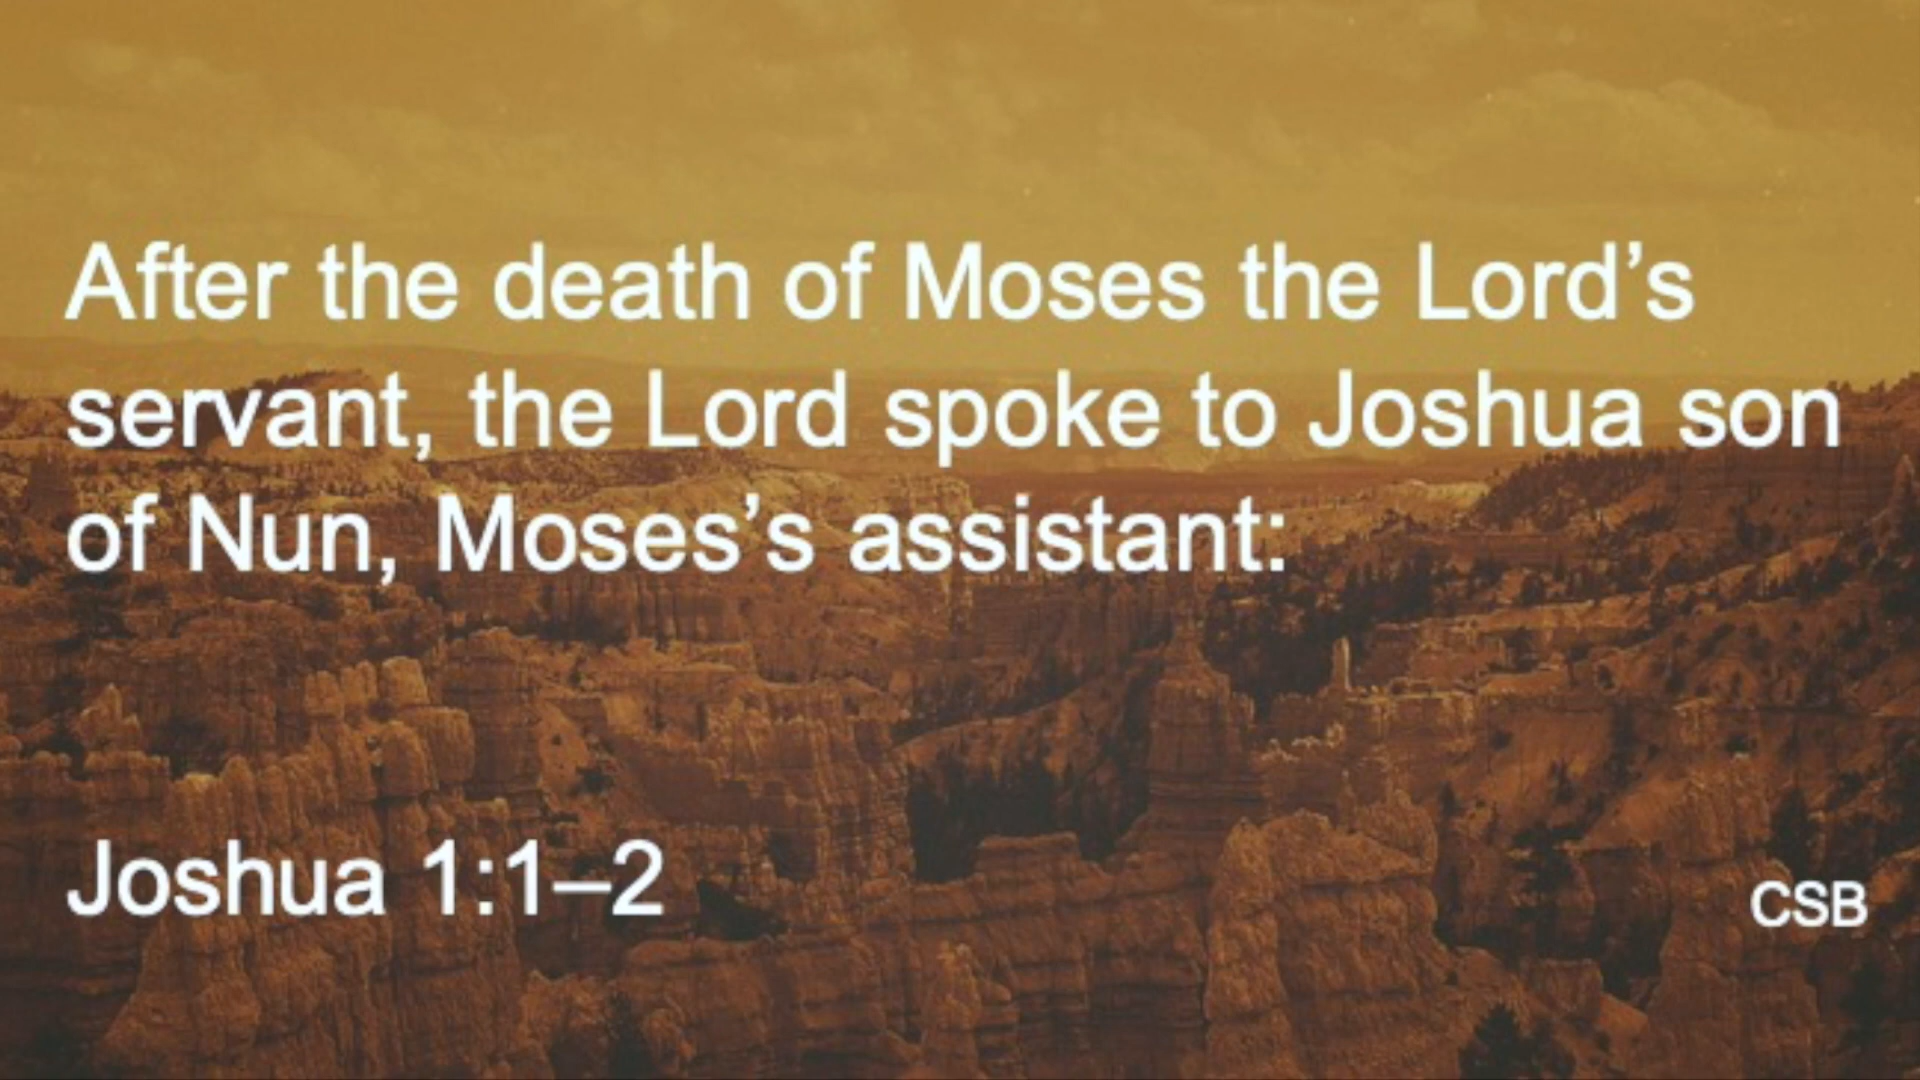 After the death of Moses the Lord’s
servant, the Lord spoke to Joshua son
of Nun, Moses’s assistant:
Joshua 1:1–2
CSB